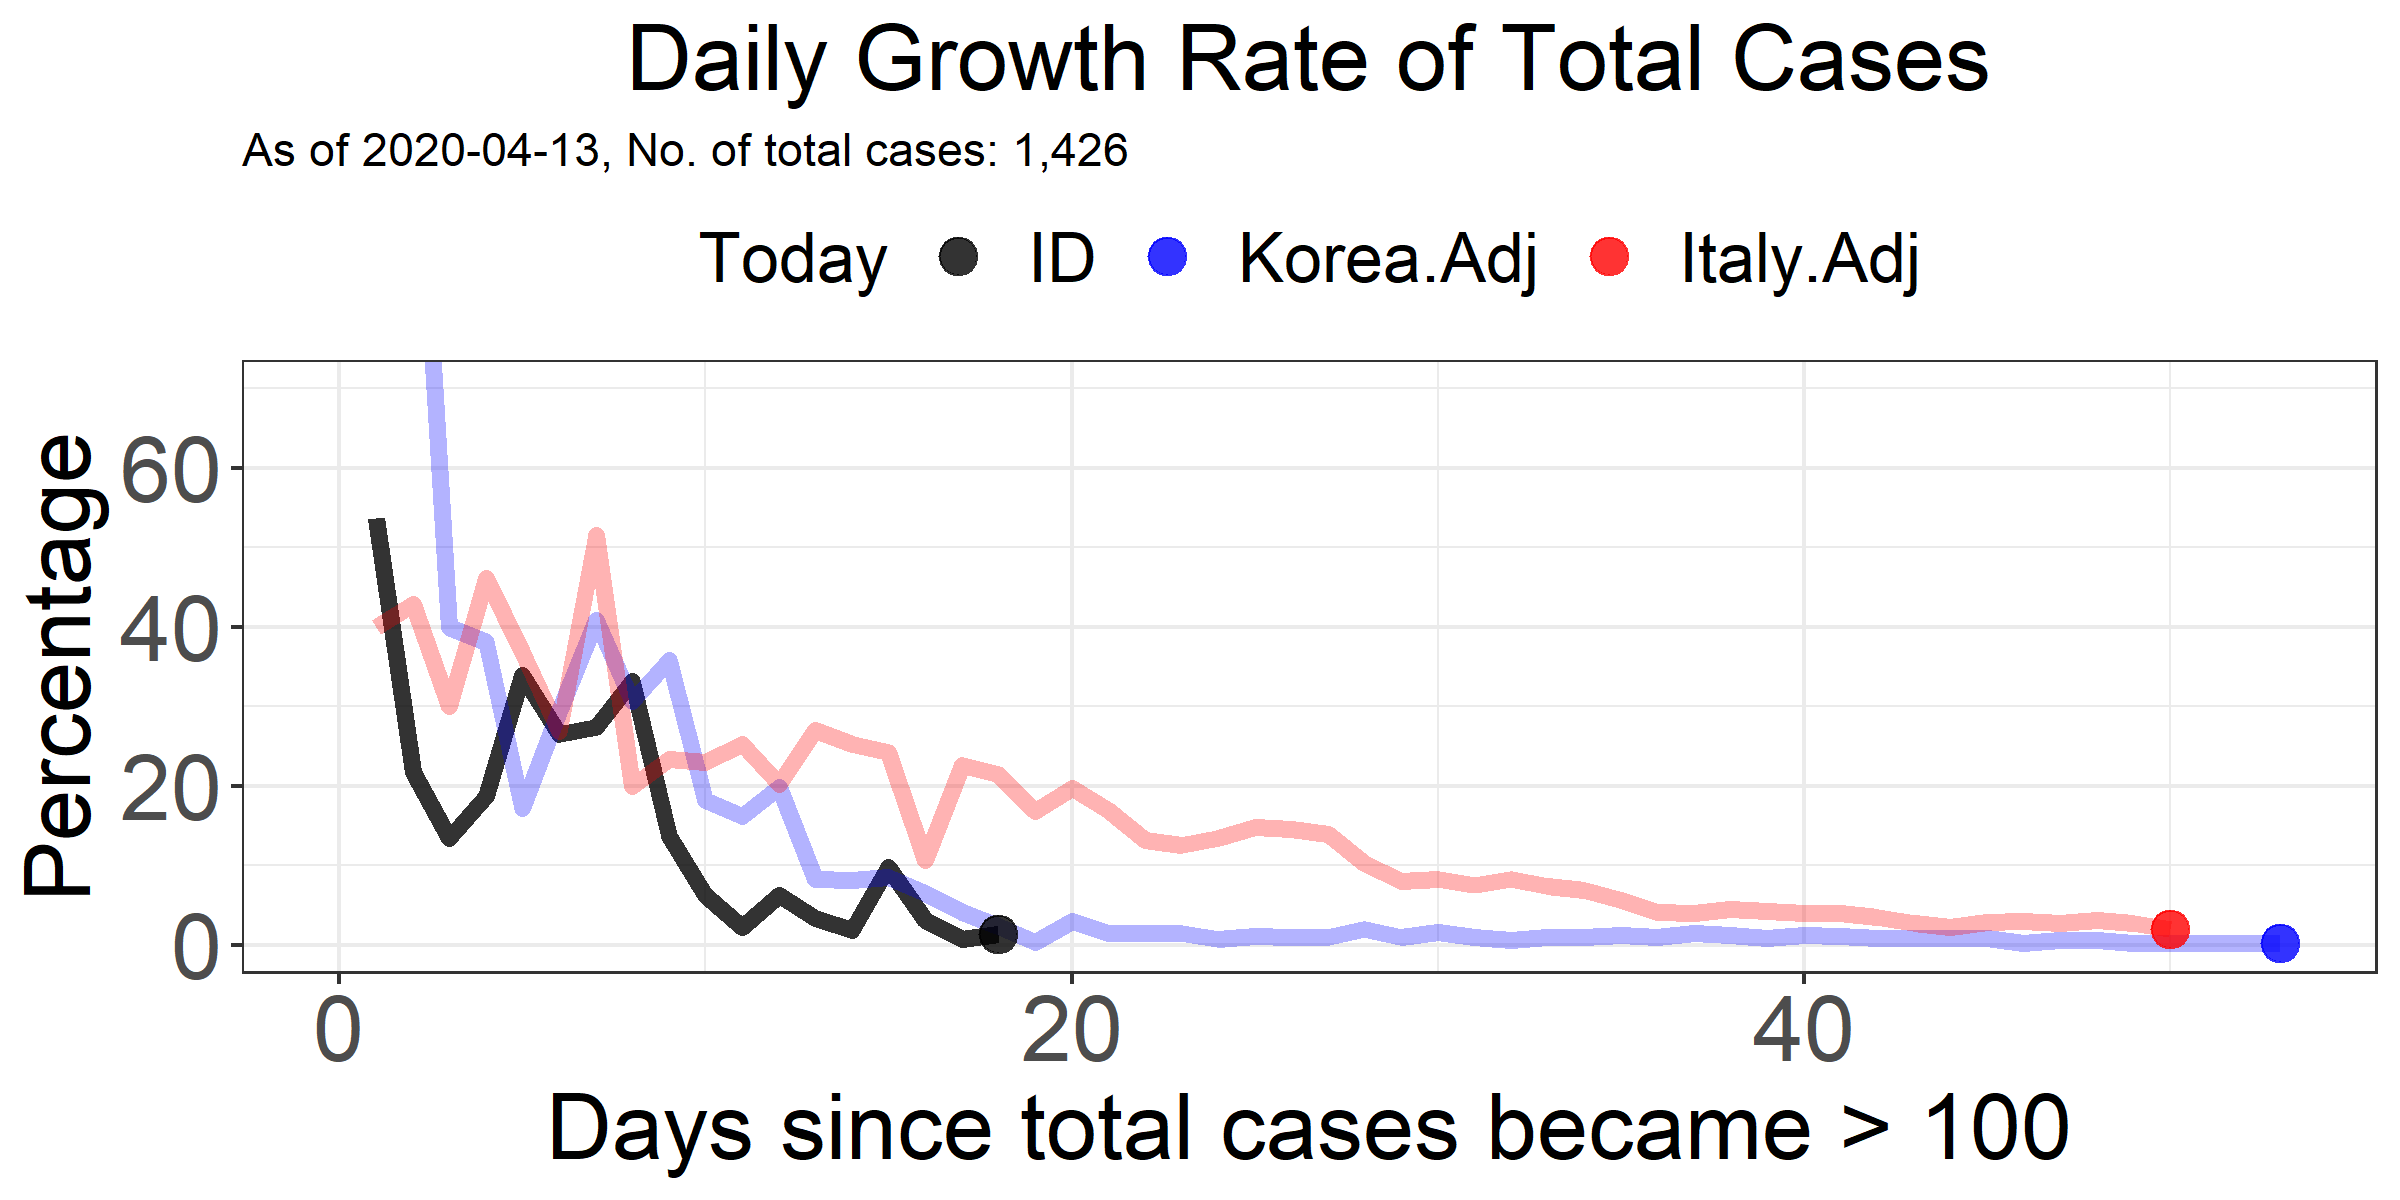 Daily Growth Rate of Total Cases
As of 2020-04-13, No. of total cases: 1,426
Today ID Korea.Adj Italy.Adj
Percentage
60
40
20
0
0 20 40
Days since total cases became > 100